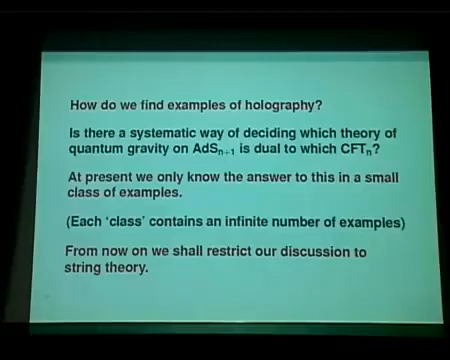 How do we find examples of holography?
Is there a systematic way of deciding which theory of
quantum gravity on AdSₙ₊₁ is dual to which CFTₙ?
At present we only know the answer to this in a small
class of examples.
(Each 'class' contains an infinite number of examples)
From now on we shall restrict our discussion to
string theory.